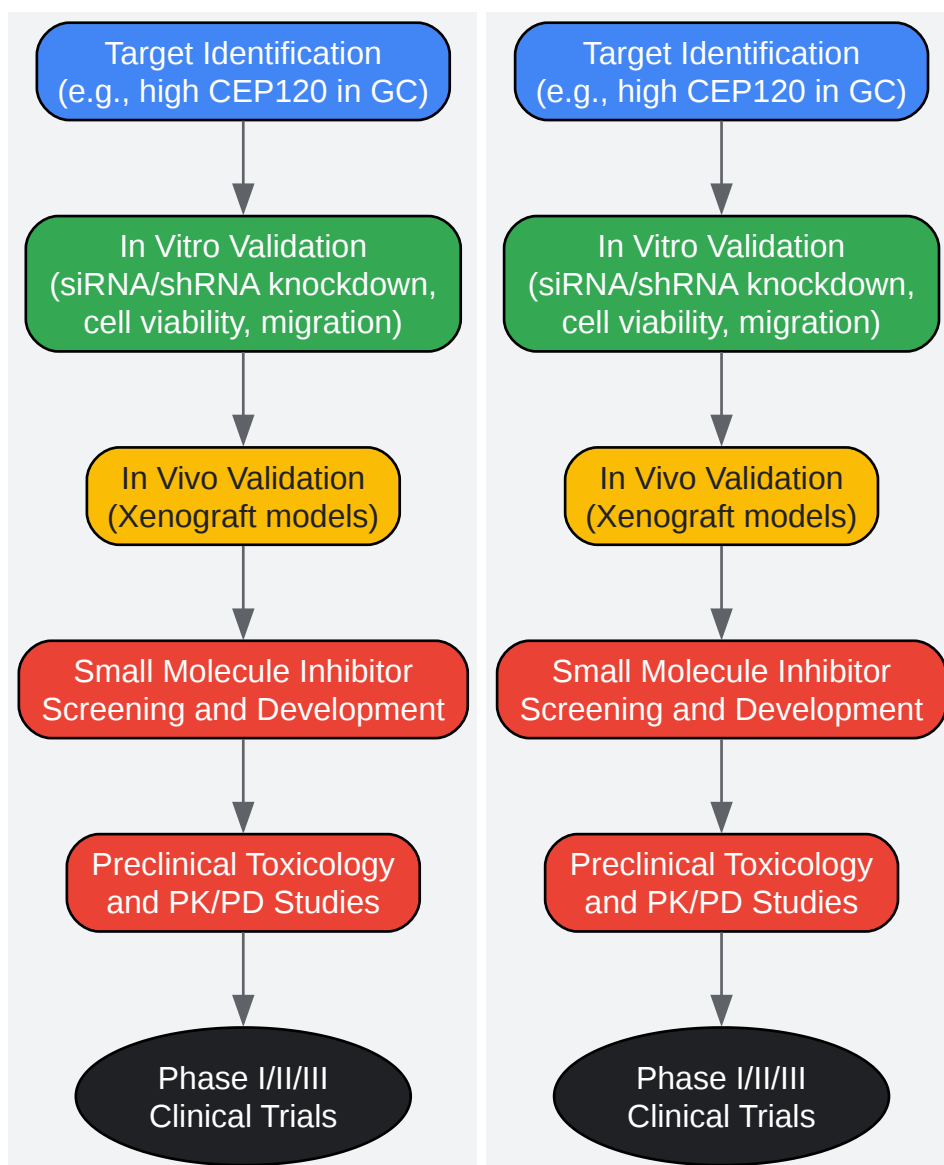 Target Identification
(e.g., high CEP120 in GC)
In Vitro Validation
(siRNA/shRNA knockdown,
cell viability, migration)
In Vivo Validation
(Xenograft models)
Small Molecule Inhibitor
Screening and Development
Preclinical Toxicology
and PK/PD Studies
Phase I/II/III
Clinical Trials
Target Identification
(e.g., high CEP120 in GC)
In Vitro Validation
(siRNA/shRNA knockdown,
cell viability, migration)
In Vivo Validation
(Xenograft models)
Small Molecule Inhibitor
Screening and Development
Preclinical Toxicology
and PK/PD Studies
Phase I/II/III
Clinical Trials